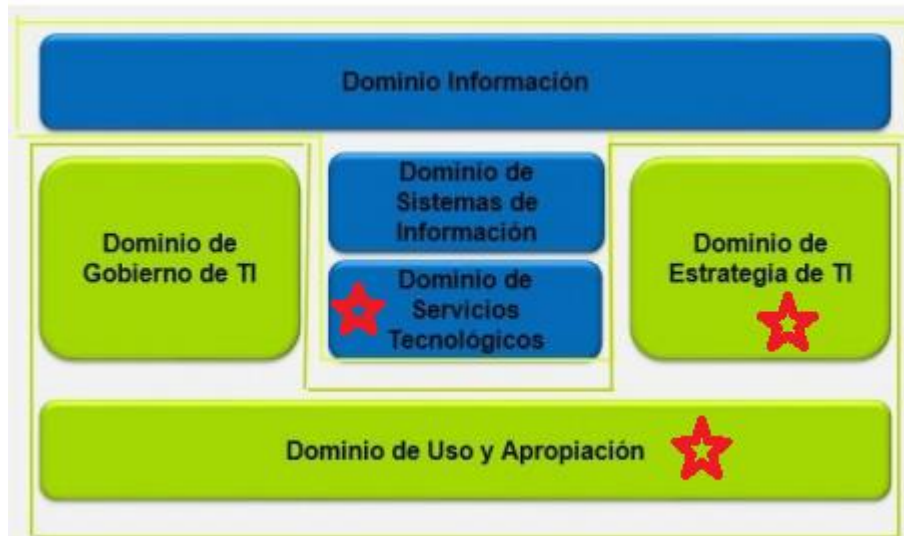 Dominio Información
Dominio de
Sistemas de
Información
Dominio de
Gobierno de TI
Dominio de
Servicios
Tecnológicos
Dominio de
Estrategia de TI
Dominio de Uso y Apropiación